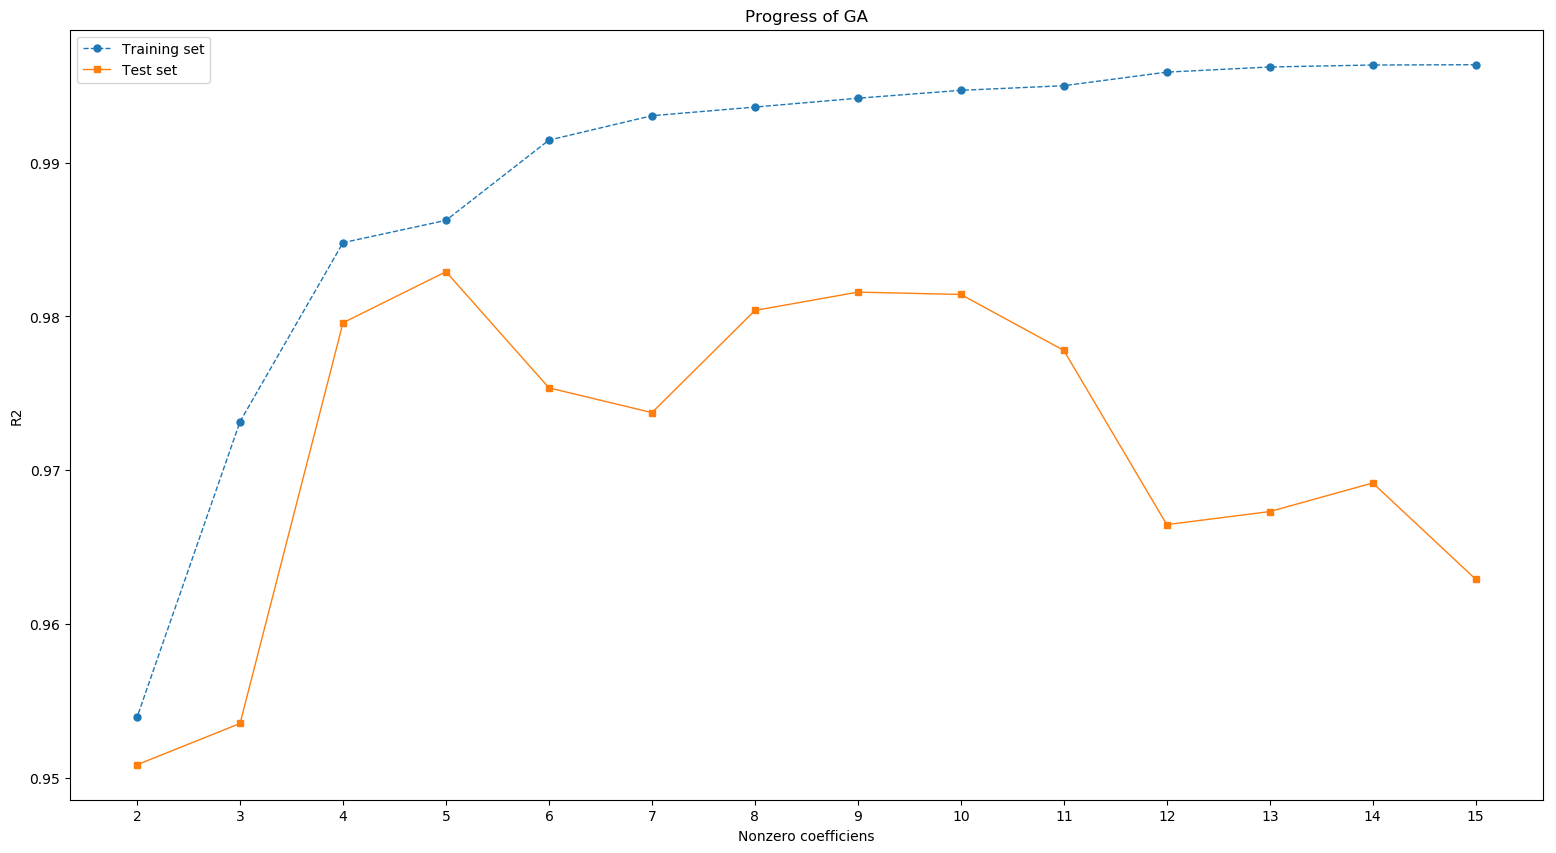 Progress of GA
Training set
Test set
0.99
0.98
0.97
0.96
0.95
R2
2 3 4 5 6 7 8 9 10 11 12 13 14 15
Nonzero coefficiens